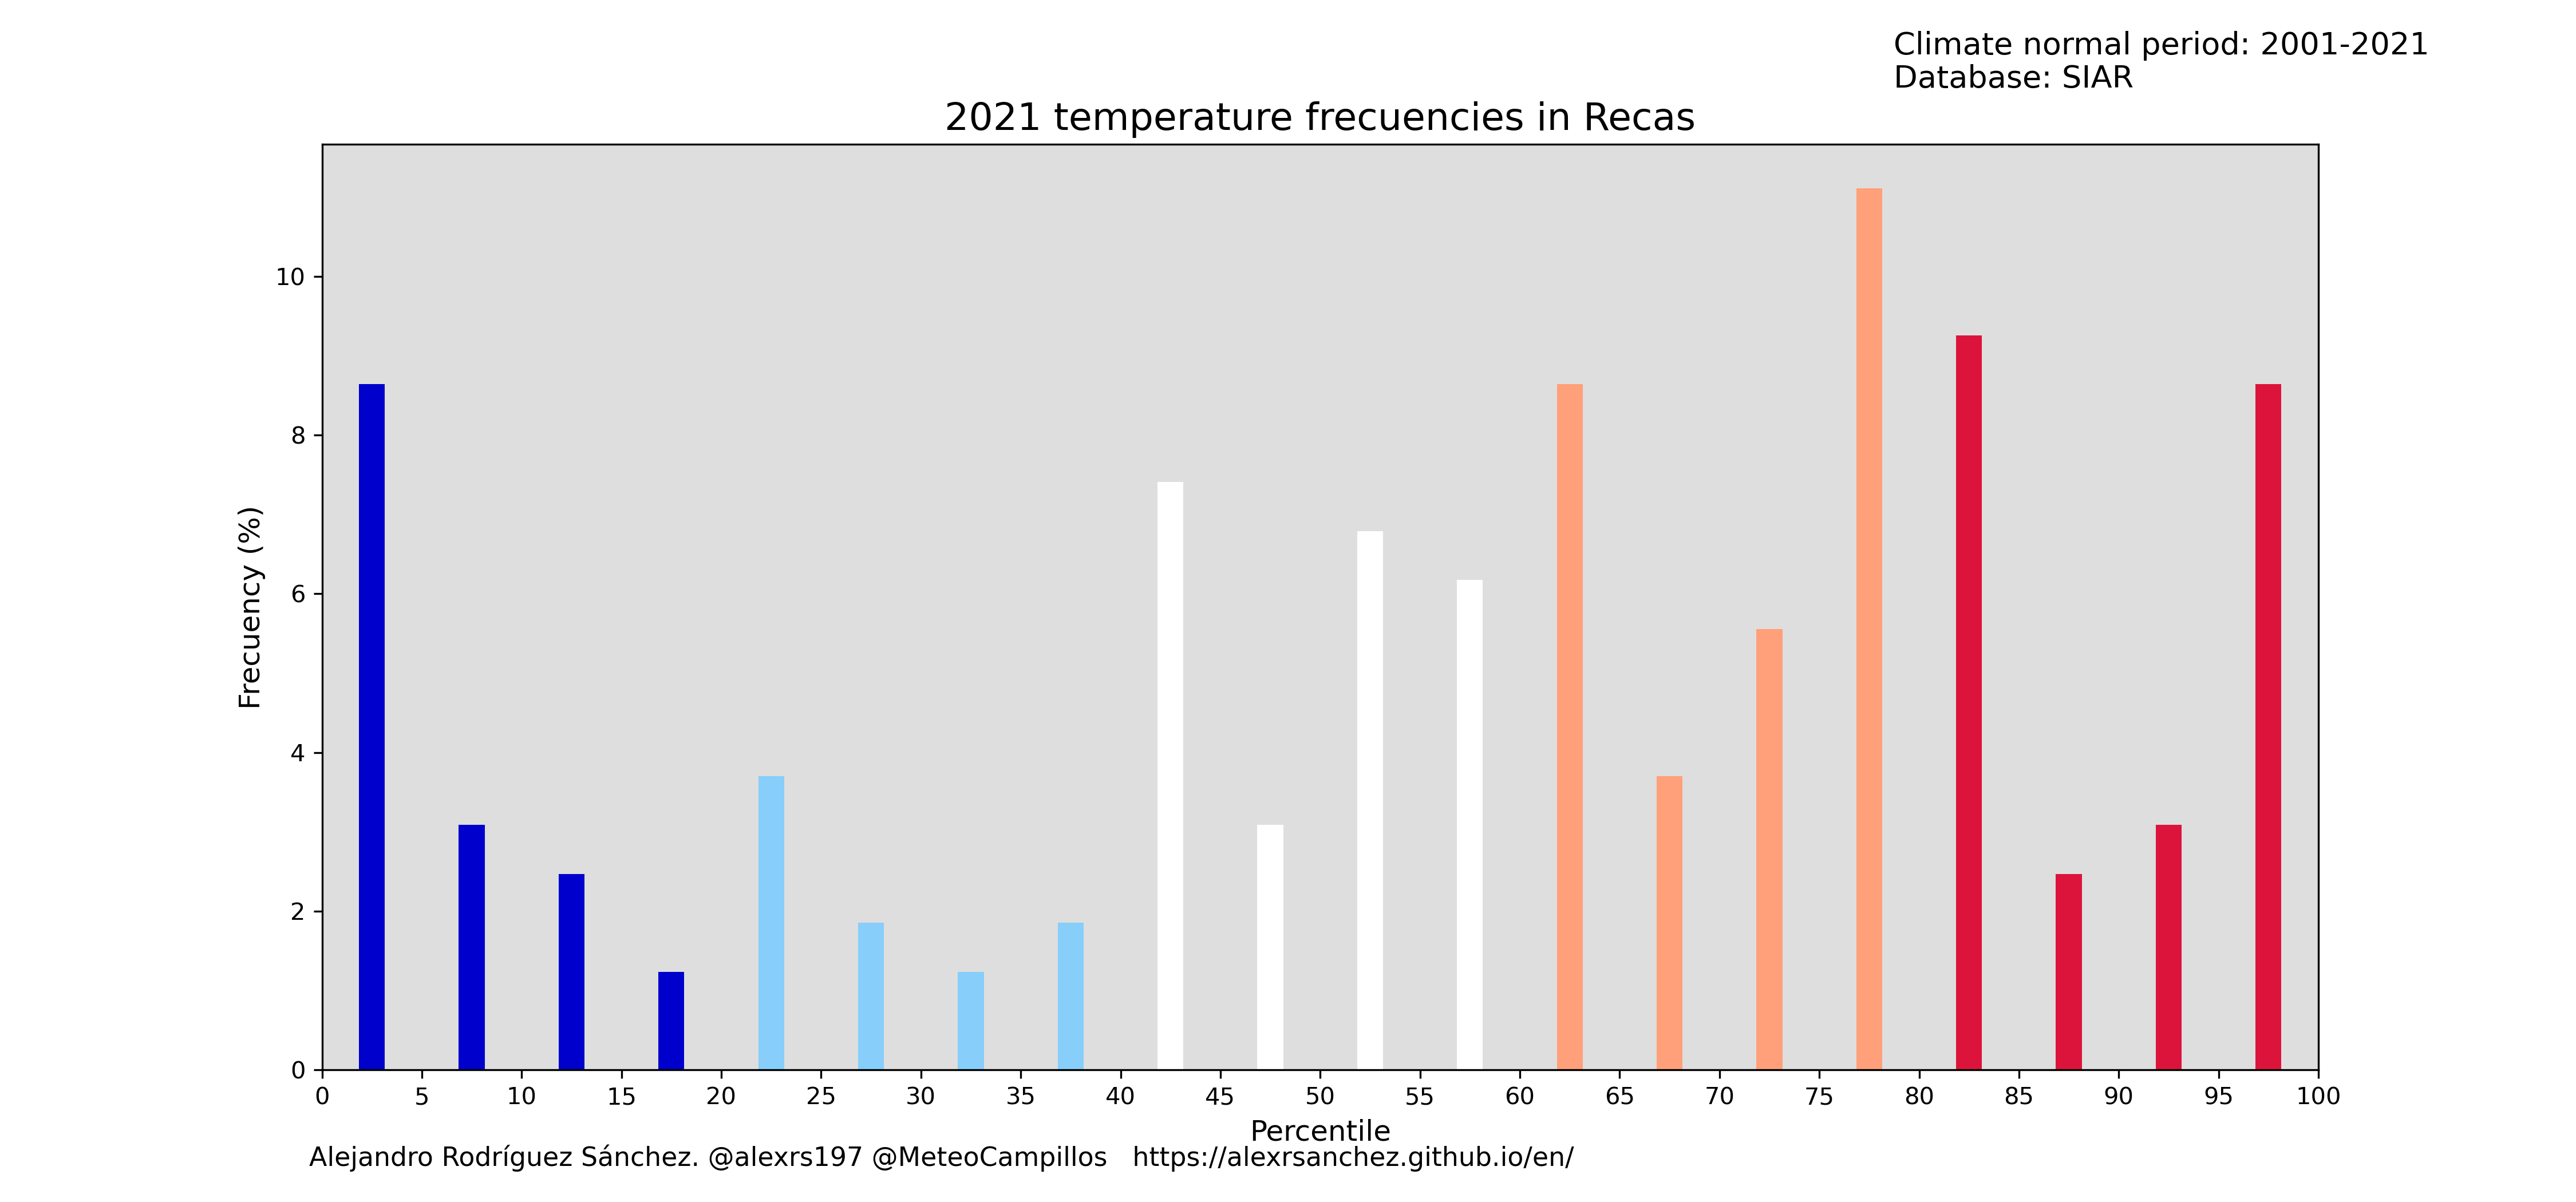 Climate normal period: 2001-2021
Database: SIAR
2021 temperature frecuencies in Recas
Frecuency (%)
10
8
6
4
2
0
0 5 10 15 20 25 30 35 40 45 50 55 60 65 70 75 80 85 90 95 100
Percentile
Alejandro Rodríguez Sánchez. @alexrs197 @MeteoCampillos https://alexrsanchez.github.io/en/